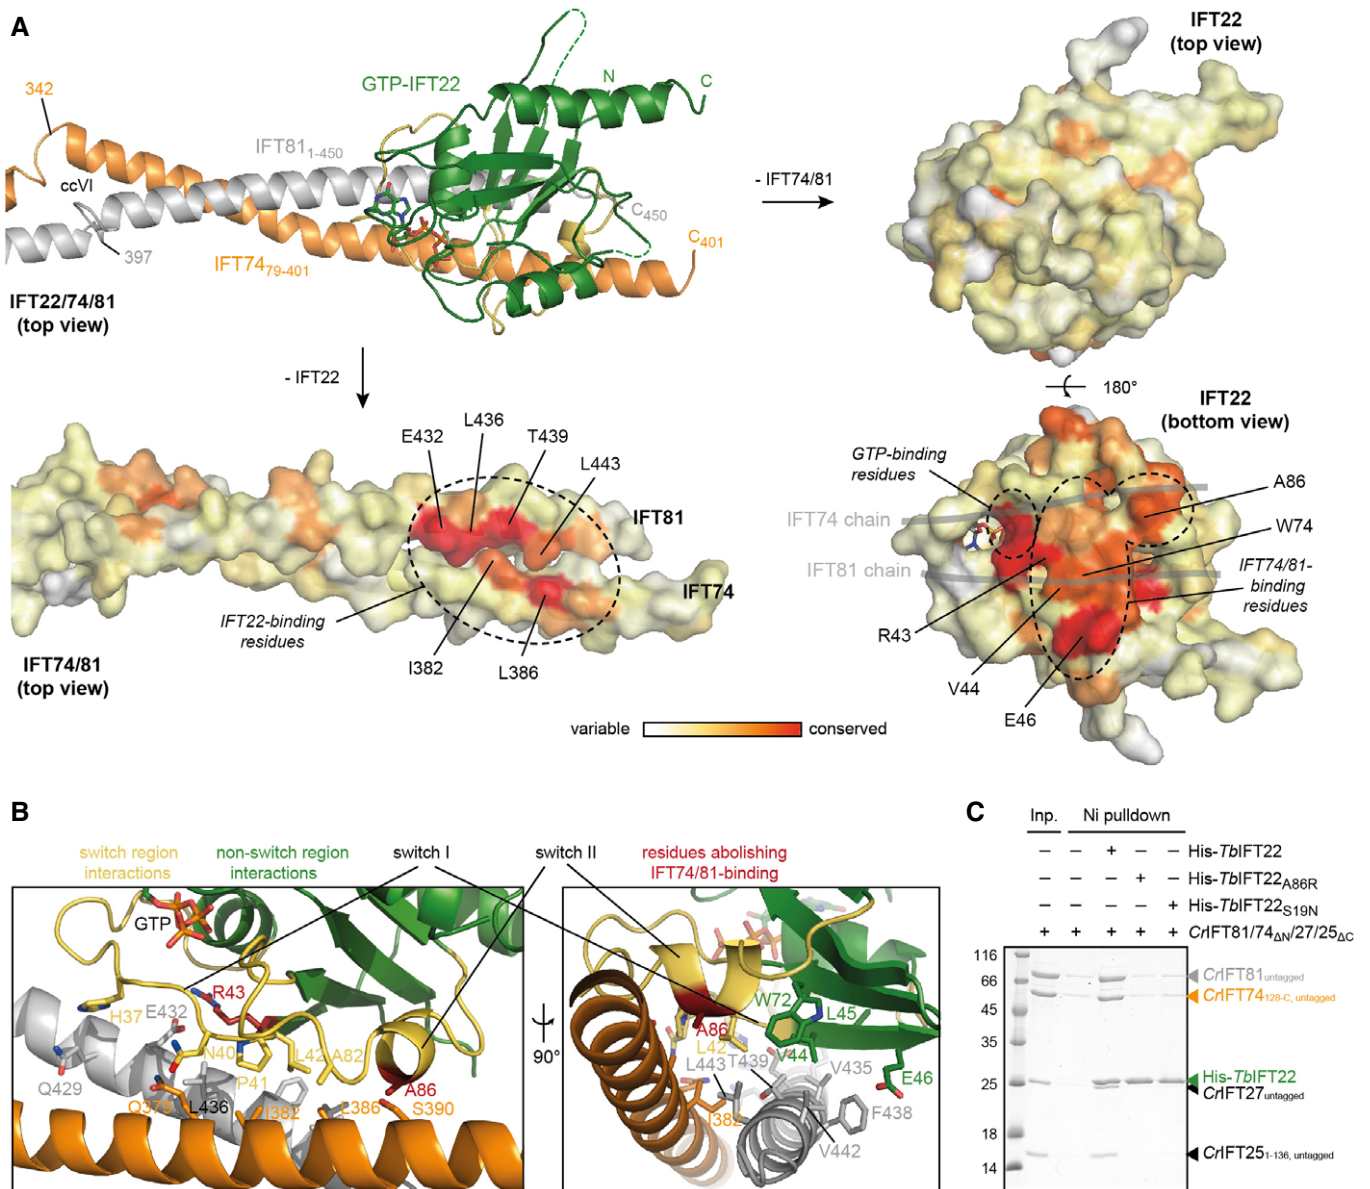 A
342
GTP-IFT22
N
C
IFT81 1-450
ccVI
397
IFT74 79-401
C450
C401
IFT22/74/81
(top view)
- IFT74/81
IFT22
(top view)
- IFT22
180°
IFT22
(bottom view)
E432
L436
T439
L443
IFT81
IFT74
IFT22-binding
residues
I382
L386
IFT74/81
(top view)
GTP-binding
residues
IFT74 chain
IFT81 chain
A86
W74
IFT74/81-
binding
residues
R43
V44
E46
variable
conserved
B
switch region
interactions
non-switch region
interactions
switch I
switch II
residues abolishing
IFT74/81-binding
GTP
R43
H37
E432
N40
L42
A82
P41
Q429
A86
Q379
L436
I382
L386
S390
90°
W72
L45
A86
L42
V44
T439
V435
L443
E46
I382
F438
V442
C
Inp.
Ni pulldown
– – + – – His-TbIFT22
– – – + – His-TbIFT22A86R
– – – – + His-TbIFT22S19N
+ + + + + CrIFT81/74ΔN/27/25ΔC
116
66
45
35
25
18
14
CrIFT81untagged
CrIFT74128-C, untagged
His-TbIFT22
CrIFT27untagged
CrIFT251-136, untagged